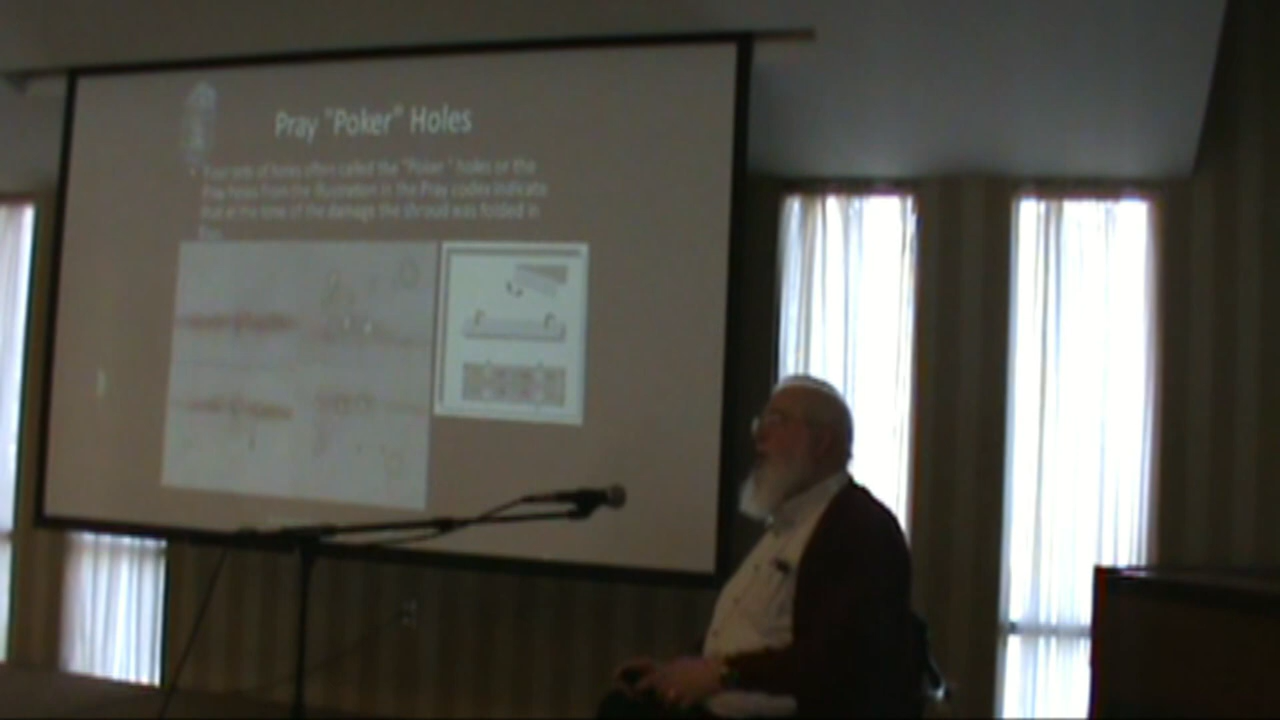 Pray "Poker" Holes
• Four sets of holes often called the "Poker" holes or the
Pray holes from the illustration in the Pray codex indicate
that at the time of the damage the shroud was folded in